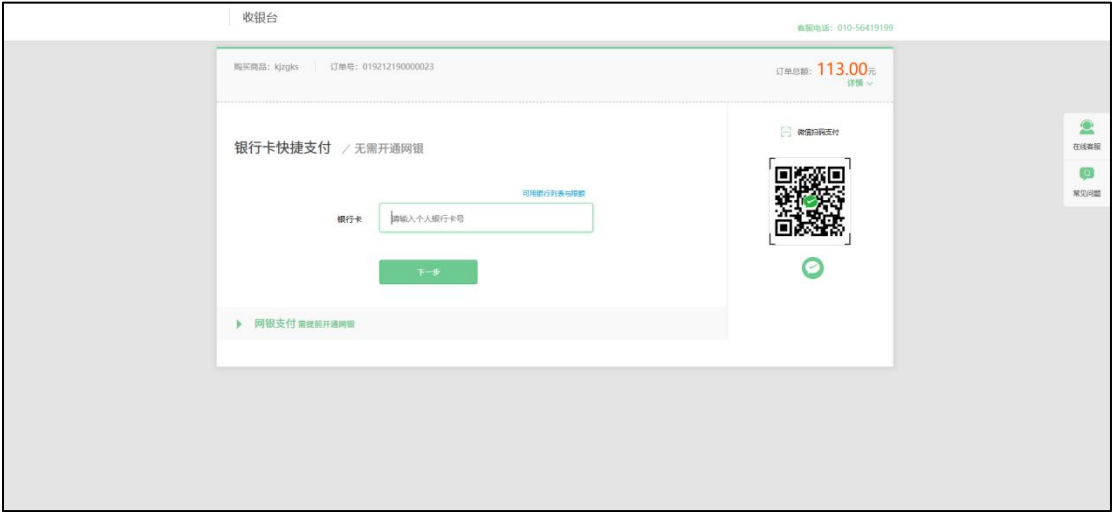 收银台
客服电话：010-56419199
购买商品：kjzgks
订单号：019212190000023
订单总额：113.00元
详情
微信扫码支付
银行卡快捷支付 / 无需开通网银
可用银行列表与限额
银行卡
请输入个人银行卡号
下一步
网银支付 需提前开通网银
在线客服
常见问题